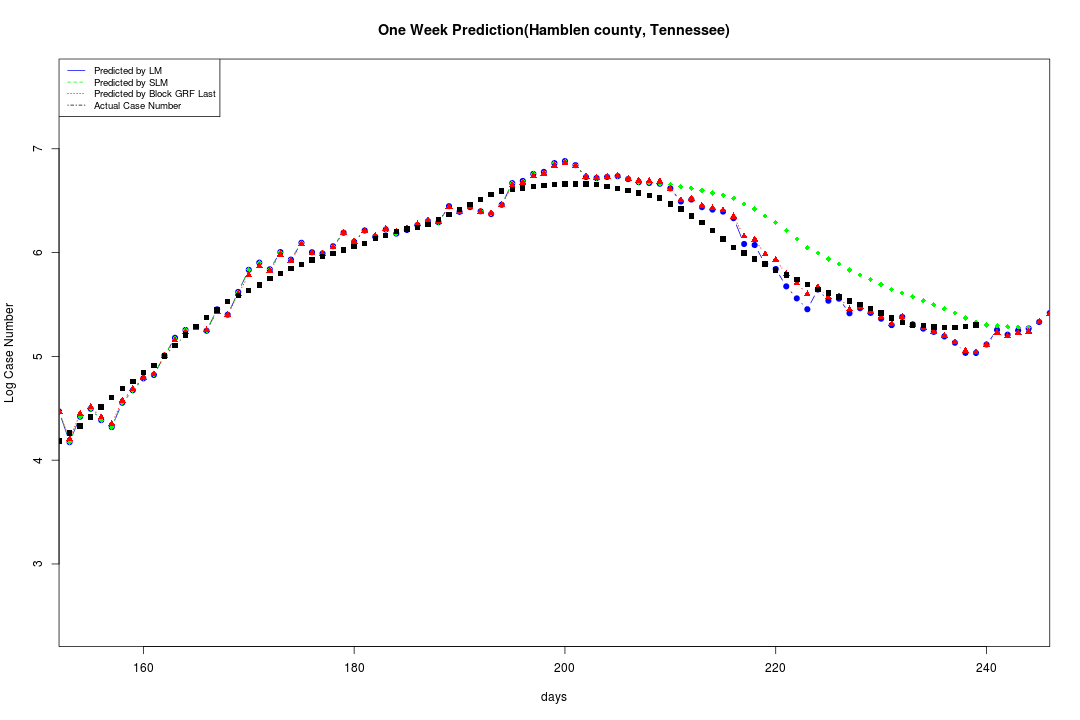 One Week Prediction(Hamblen county, Tennessee)
Predicted by LM
Predicted by SLM
Predicted by Block GRF Last
Actual Case Number
Log Case Number
7
6
5
4
3
160 180 200 220 240
days